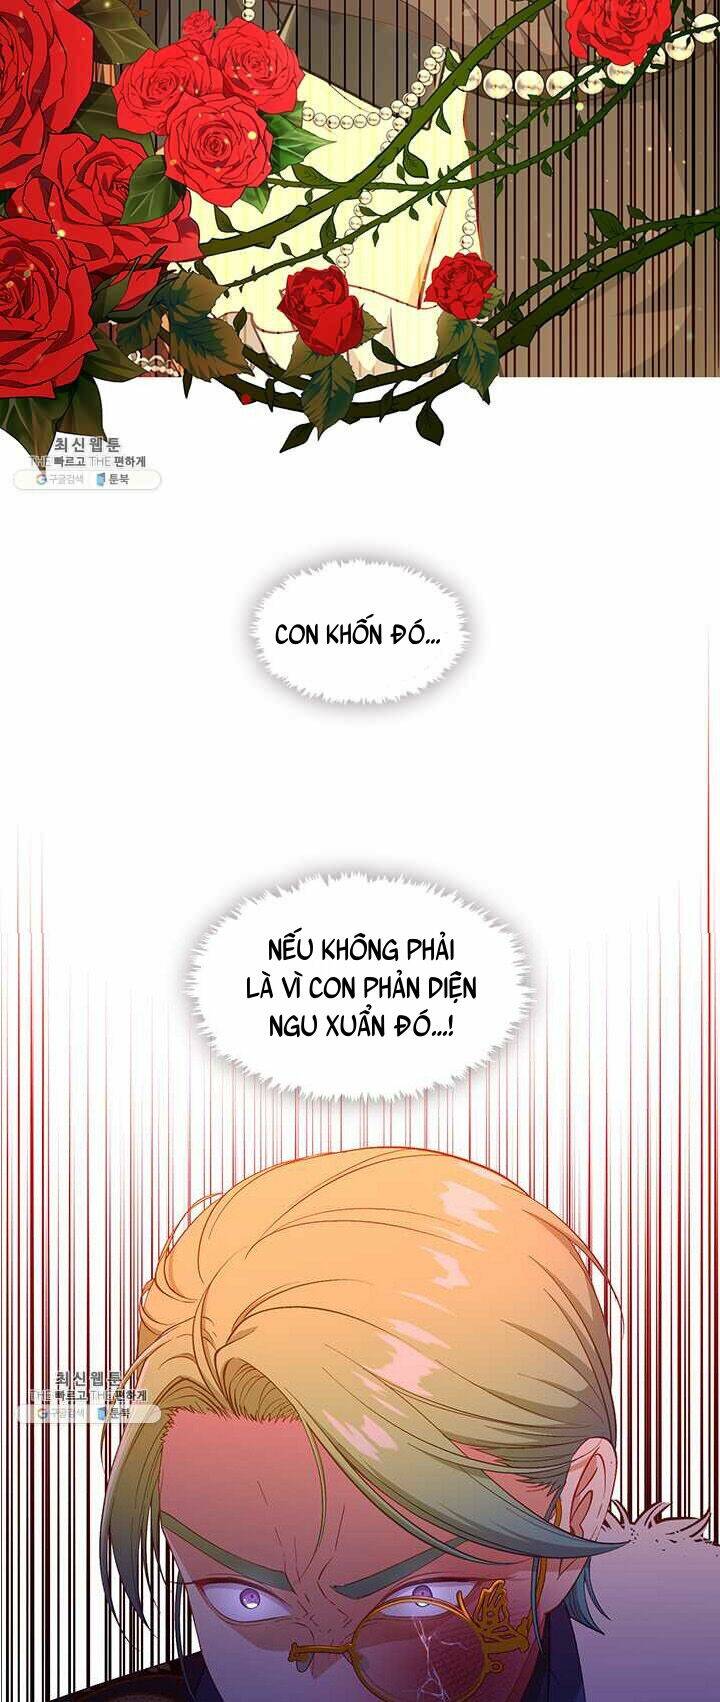 최신웹툰
THE 빠르고 THE 편하게
구글검색 툰북
CON KHỐN ĐÓ...
NẾU KHÔNG PHẢI
LÀ VÌ CON PHẢN DIỆN
NGU XUẨN ĐÓ...!
최신웹툰
THE 빠르고 THE 편하게
구글검색 툰북